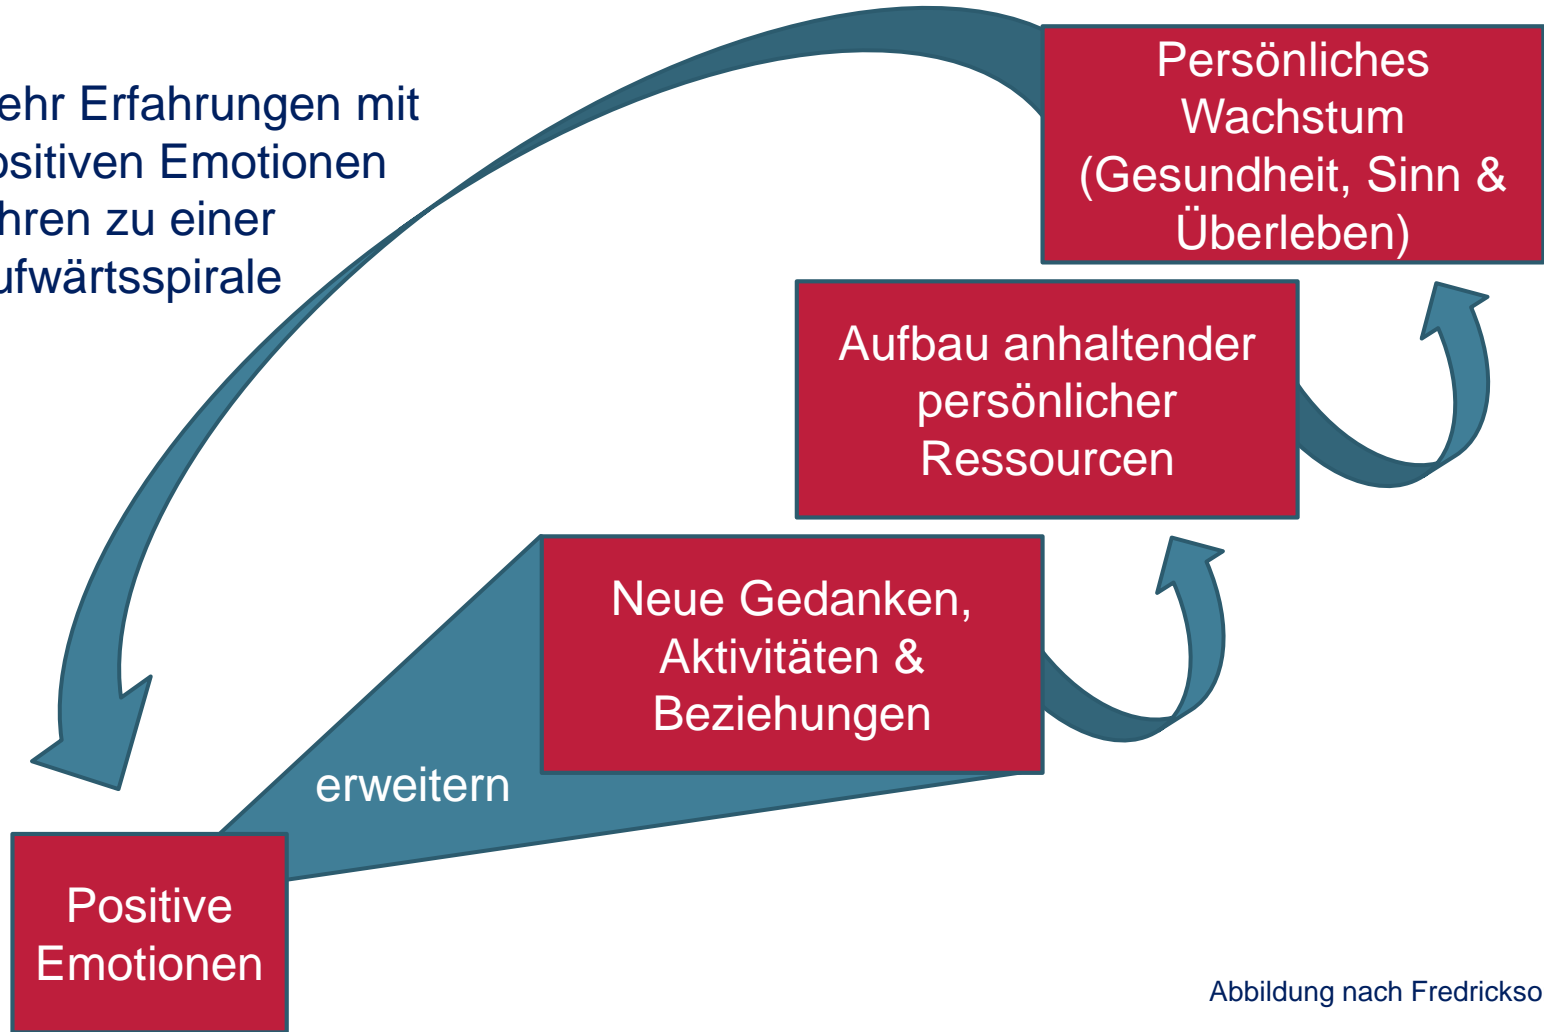 ehr Erfahrungen mit
ositiven Emotionen
hren zu einer
ufwärtsspirale
Persönliches
Wachstum
(Gesundheit, Sinn &
Überleben)
Aufbau anhaltender
persönlicher
Ressourcen
Neue Gedanken,
Aktivitäten &
Beziehungen
erweitern
Positive
Emotionen
Abbildung nach Fredrickso